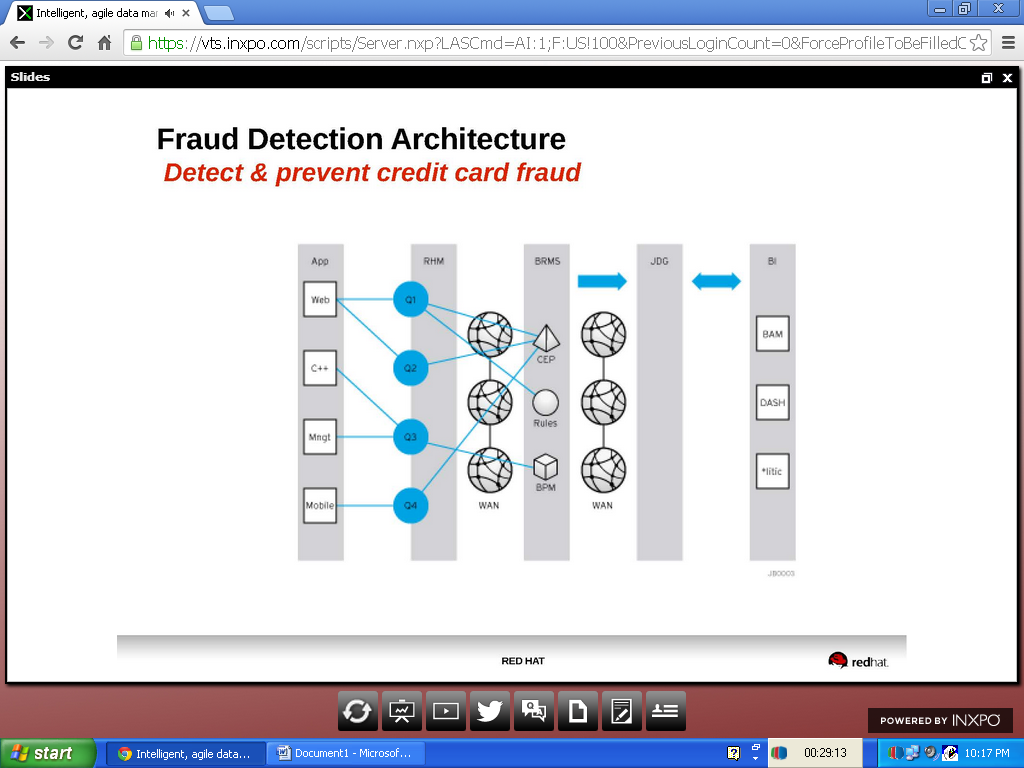 Intelligent, agile data mar
https://vts.inxpo.com/scripts/Server.nxp?LASCmd=AI:1;F:US!100&PreviousLoginCount=0&ForceProfileToBeFilledO
Slides
Fraud Detection Architecture
Detect & prevent credit card fraud
App
RHM
BRMS
JDG
BI
Web
Q1
BAM
CEP
C++
Q2
DASH
Rules
Mngt
Q3
*litic
BPM
Mobile
Q4
WAN
WAN
JB0003
RED HAT
redhat.
POWERED BY INXPO
start
Intelligent, agile data...
Document1 - Microsof...
00:29:13
10:17 PM